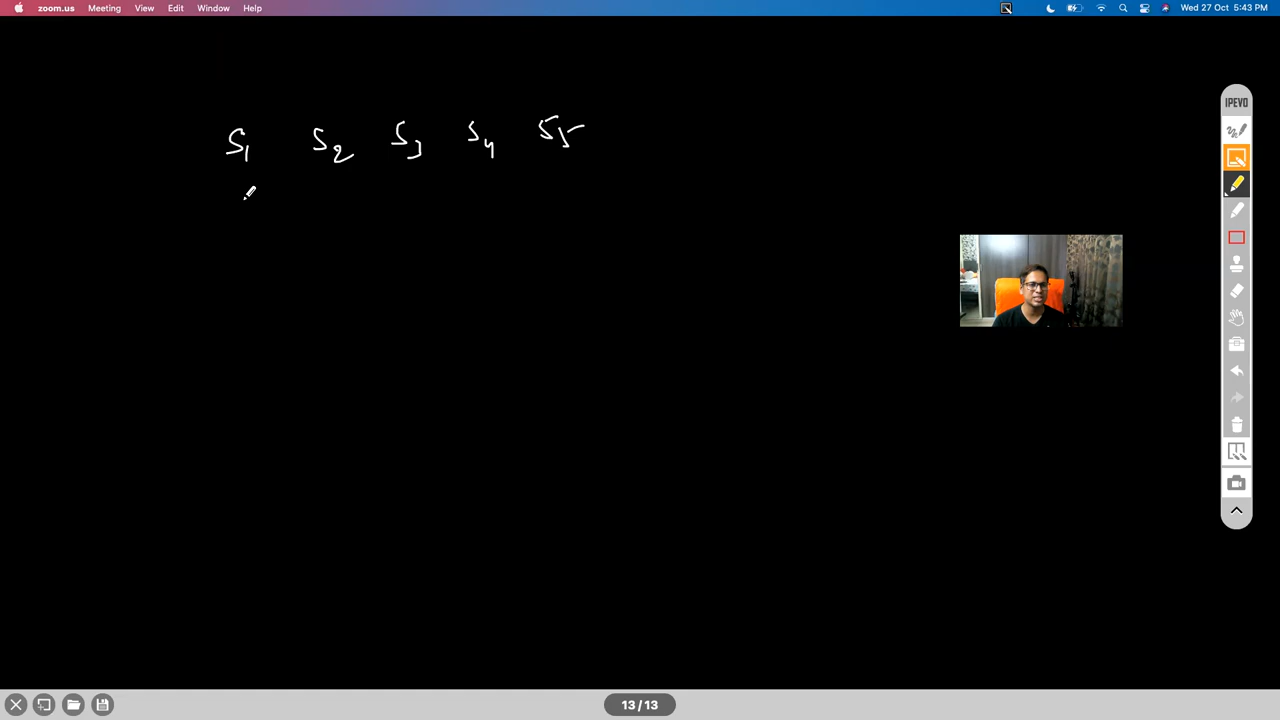 zoom.us Meeting View Edit Window Help Wed 27 Oct 5:43 PM
S1 S2 S3 S4 S5
IPEVO
13/13